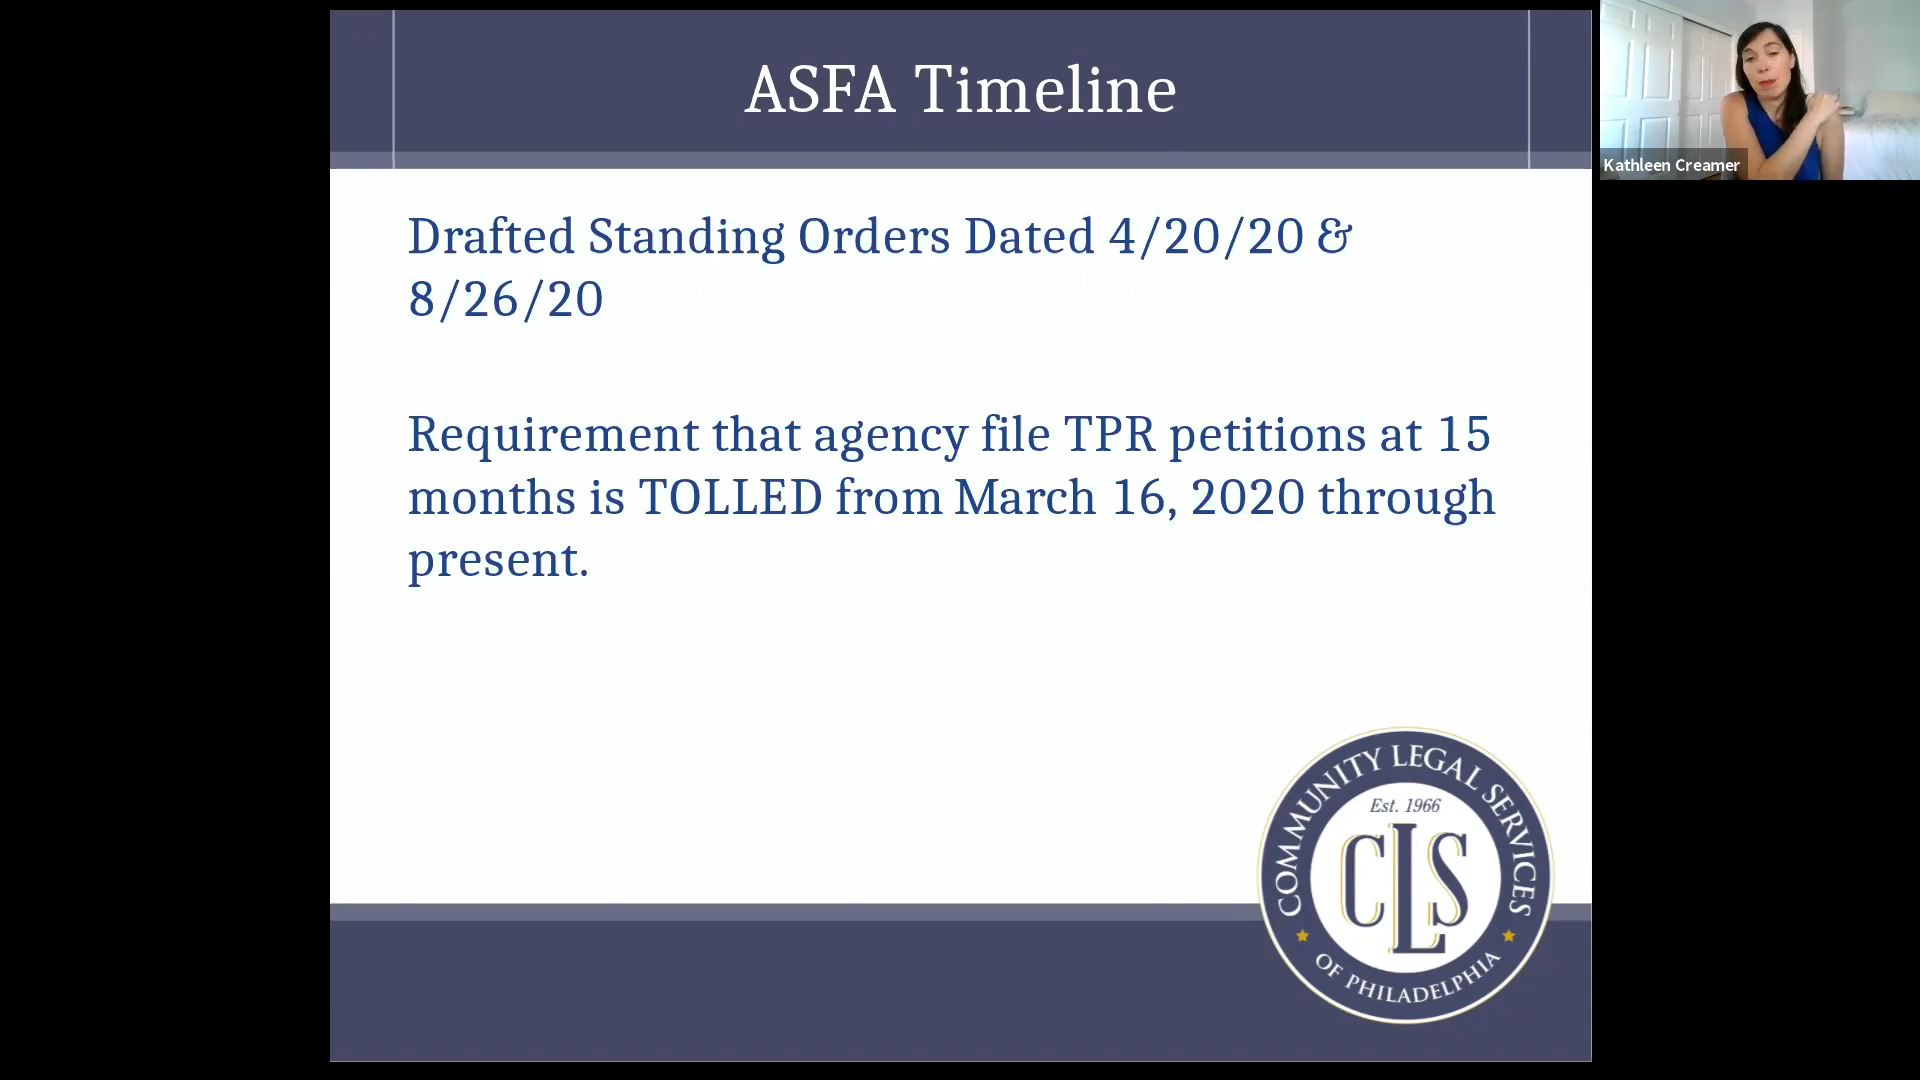 ASFA Timeline
Kathleen Creamer
Drafted Standing Orders Dated 4/20/20 &
8/26/20
Requirement that agency file TPR petitions at 15
months is TOLLED from March 16, 2020 through
present.
COMMUNITY LEGAL SERVICES
Est. 1966
CLS
OF PHILADELPHIA